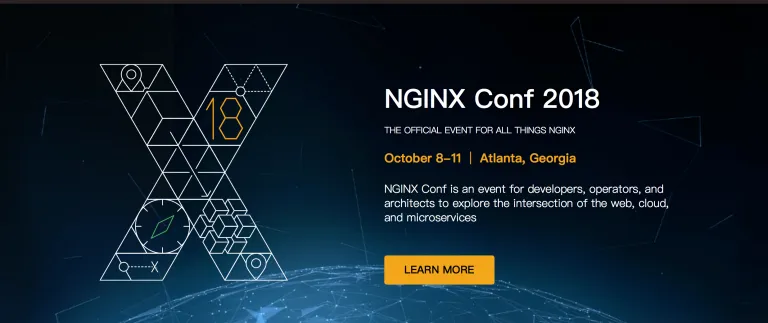 18
NGINX Conf 2018
THE OFFICIAL EVENT FOR ALL THINGS NGINX
October 8–11 | Atlanta, Georgia
NGINX Conf is an event for developers, operators, and
architects to explore the intersection of the web, cloud,
and microservices
LEARN MORE